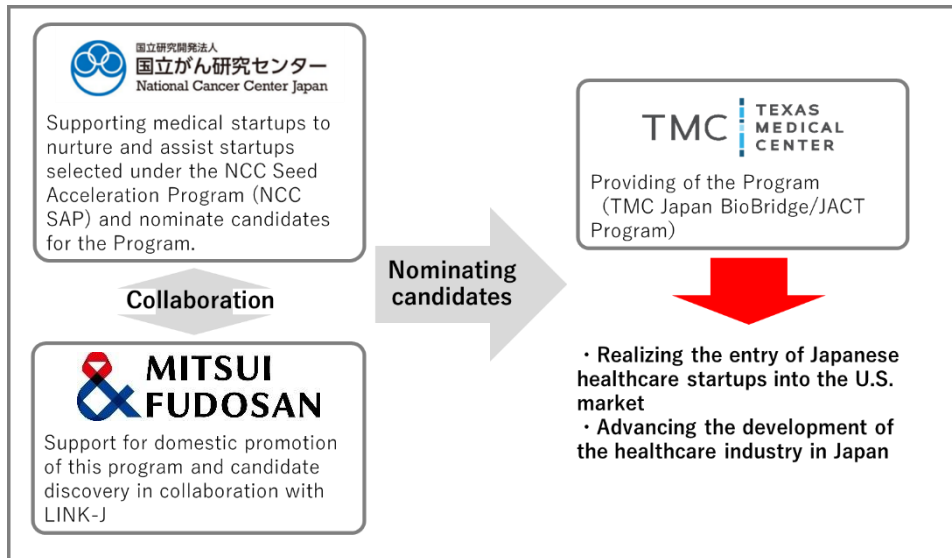 国立研究開発法人
国立がん研究センター
National Cancer Center Japan
Supporting medical startups to
nurture and assist startups
selected under the NCC Seed
Acceleration Program (NCC
SAP) and nominate candidates
for the Program.
Collaboration
MITSUI
FUDOSAN
Support for domestic promotion
of this program and candidate
discovery in collaboration with
LINK-J
Nominating
candidates
TMC
TEXAS
MEDICAL
CENTER
Providing of the Program
（TMC Japan BioBridge/JACT
Program）
・Realizing the entry of Japanese
healthcare startups into the U.S.
market
・Advancing the development of
the healthcare industry in Japan